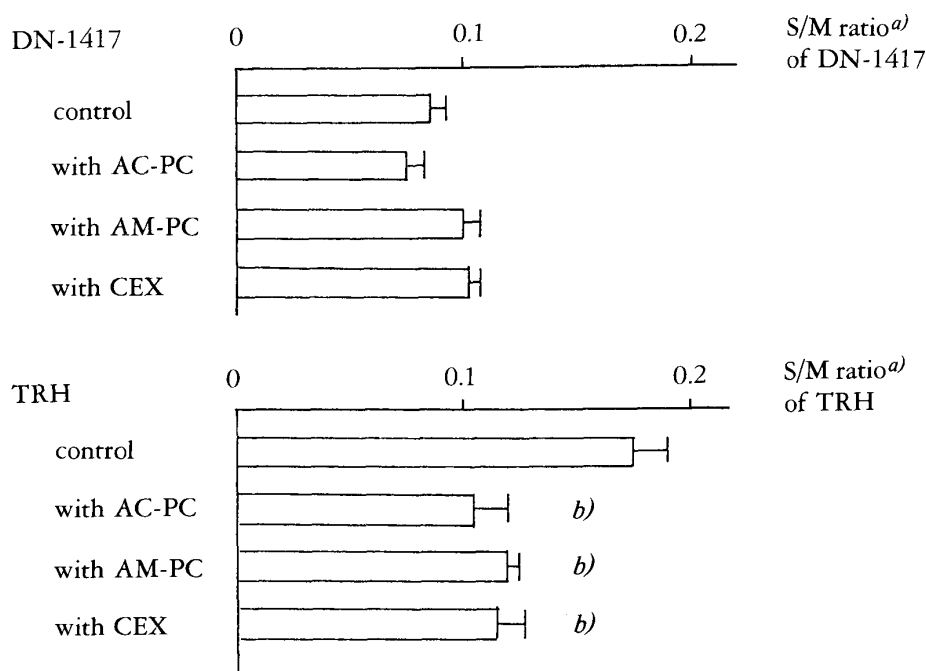 DN-1417 0 0.1 0.2 S/M ratio a)
of DN-1417
control
with AC-PC
with AM-PC
with CEX
TRH 0 0.1 0.2 S/M ratio a)
of TRH
control
with AC-PC b)
with AM-PC b)
with CEX b)